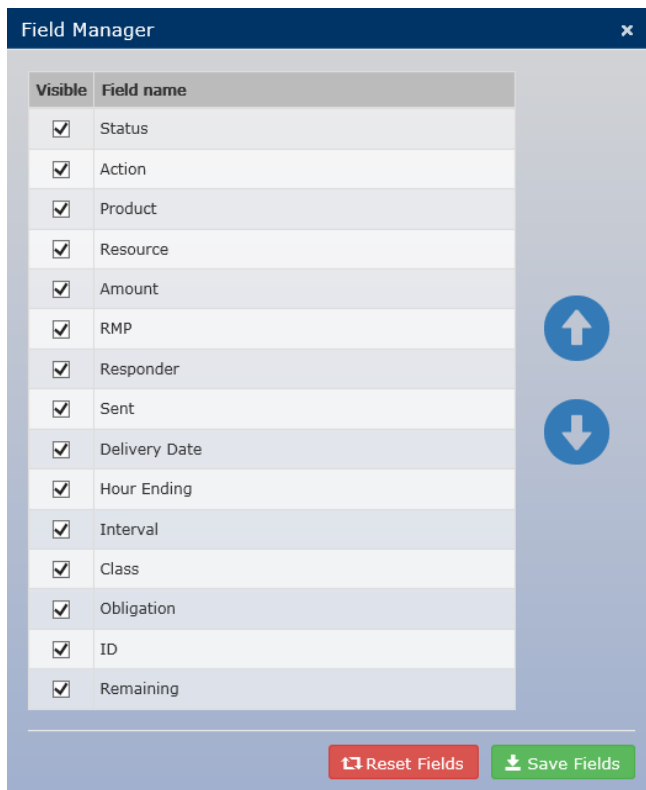 Field Manager ×
Visible Field name
Status
Action
Product
Resource
Amount
RMP
Responder
Sent
Delivery Date
Hour Ending
Interval
Class
Obligation
ID
Remaining
Reset Fields Save Fields